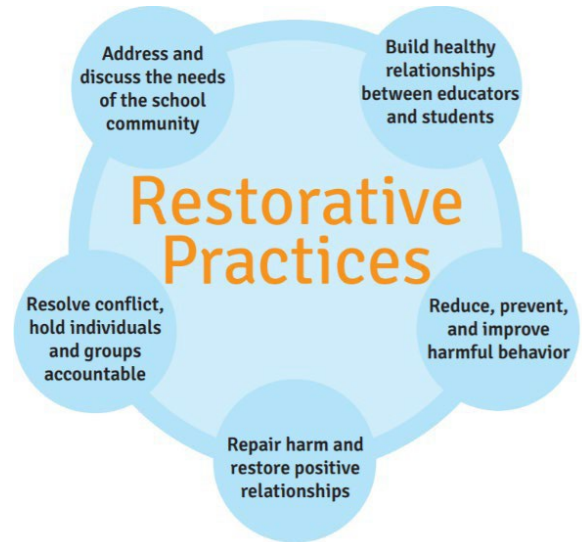 Address and
discuss the needs
of the school
community
Build healthy
relationships
between educators
and students
Restorative
Practices
Resolve conflict,
hold individuals
and groups
accountable
Reduce, prevent,
and improve
harmful behavior
Repair harm and
restore positive
relationships